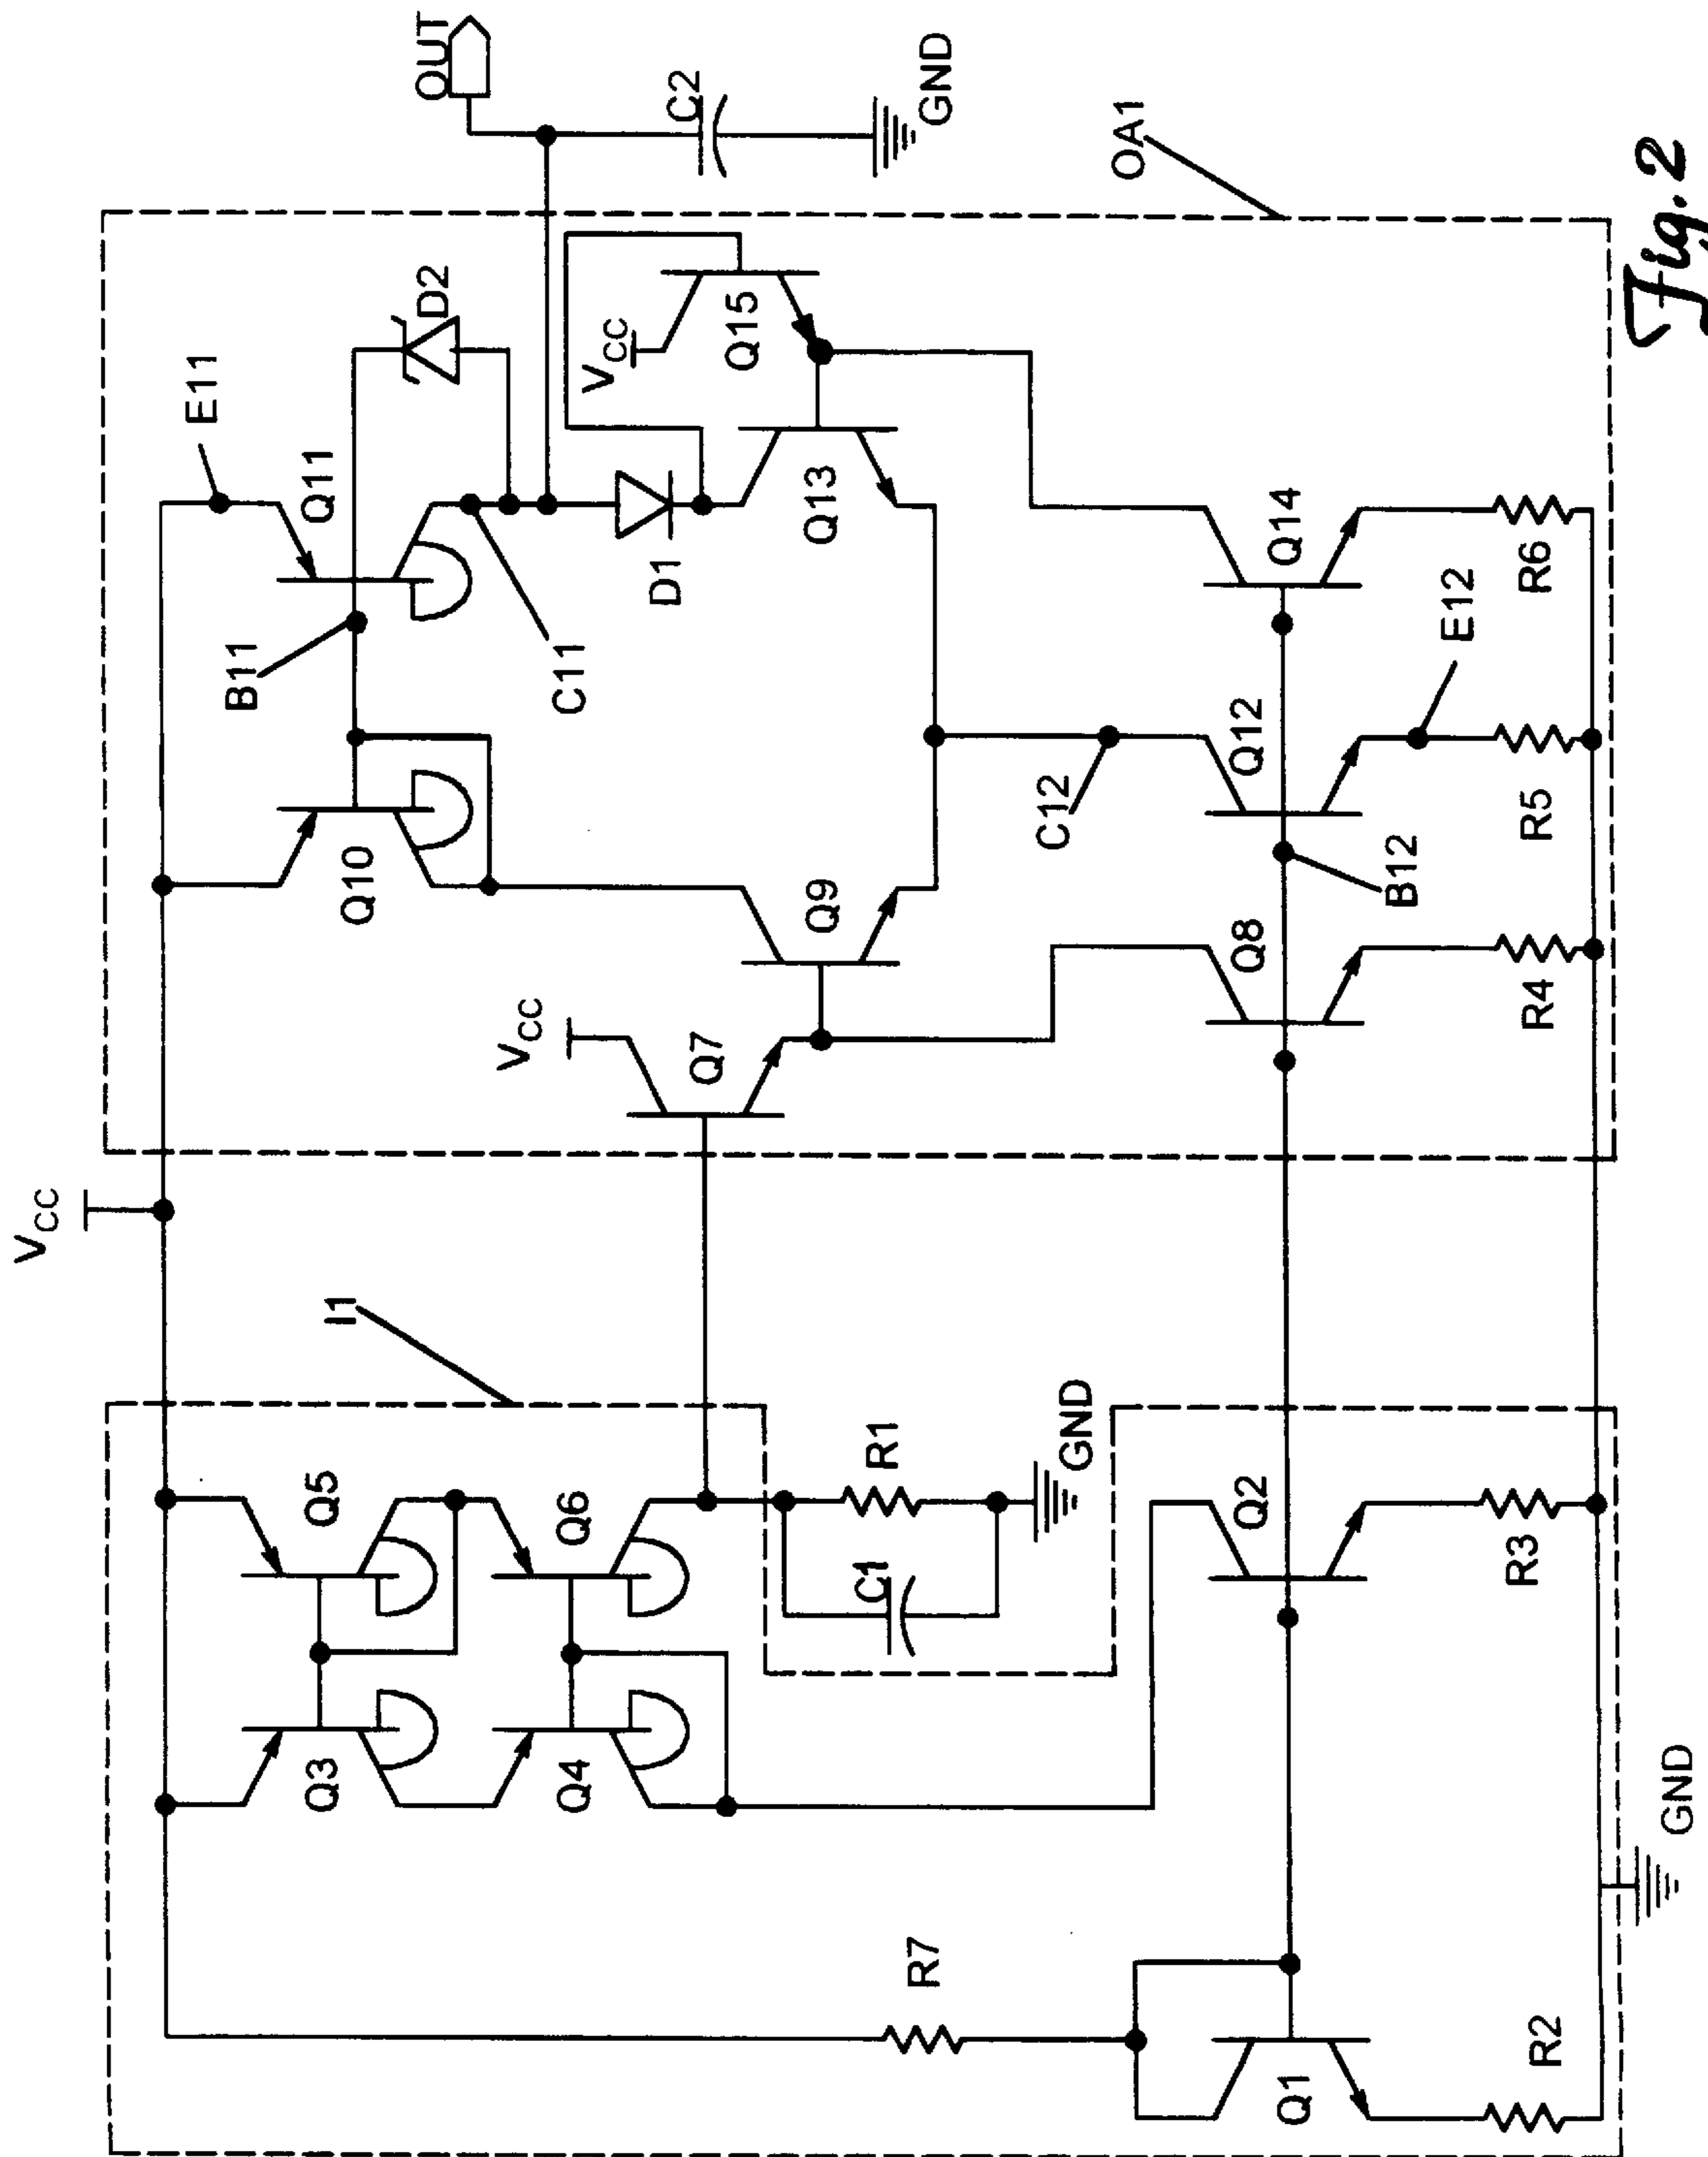 VCC
I1
Q3
Q5
Q4
Q6
R7
C1
R1
GND
Q1
Q2
R2
R3
GND
E11
Q10
Q11
B11
D2
OUT
C11
C2
GND
VCC
D1
VCC
Q7
Q9
Q13
Q15
OA1
C12
Q8
Q12
Q14
B12
E12
R4
R5
R6
Fig. 2